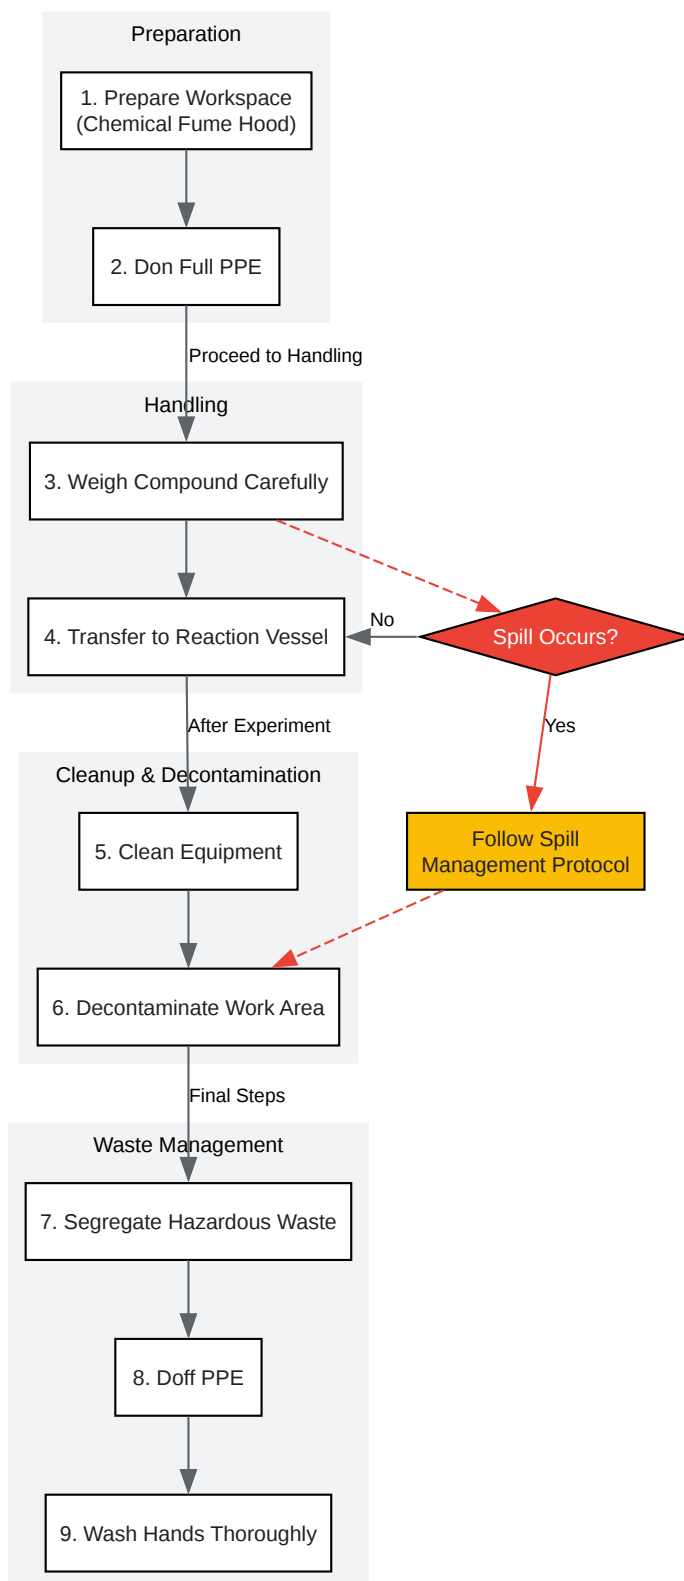 Preparation
1. Prepare Workspace
(Chemical Fume Hood)
2. Don Full PPE
Proceed to Handling
Handling
3. Weigh Compound Carefully
4. Transfer to Reaction Vessel
No
Spill Occurs?
After Experiment
Yes
Cleanup & Decontamination
5. Clean Equipment
Follow Spill
Management Protocol
6. Decontaminate Work Area
Final Steps
Waste Management
7. Segregate Hazardous Waste
8. Doff PPE
9. Wash Hands Thoroughly